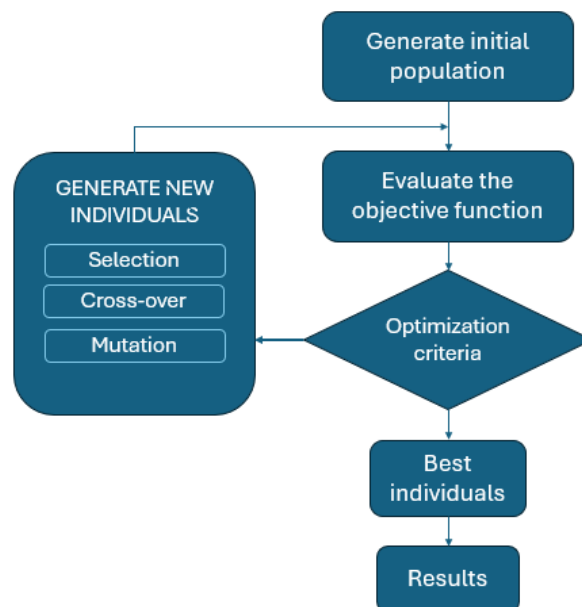 Generate initial
population
Evaluate the
objective function
GENERATE NEW
INDIVIDUALS
Selection
Cross-over
Mutation
Optimization
criteria
Best
individuals
Results